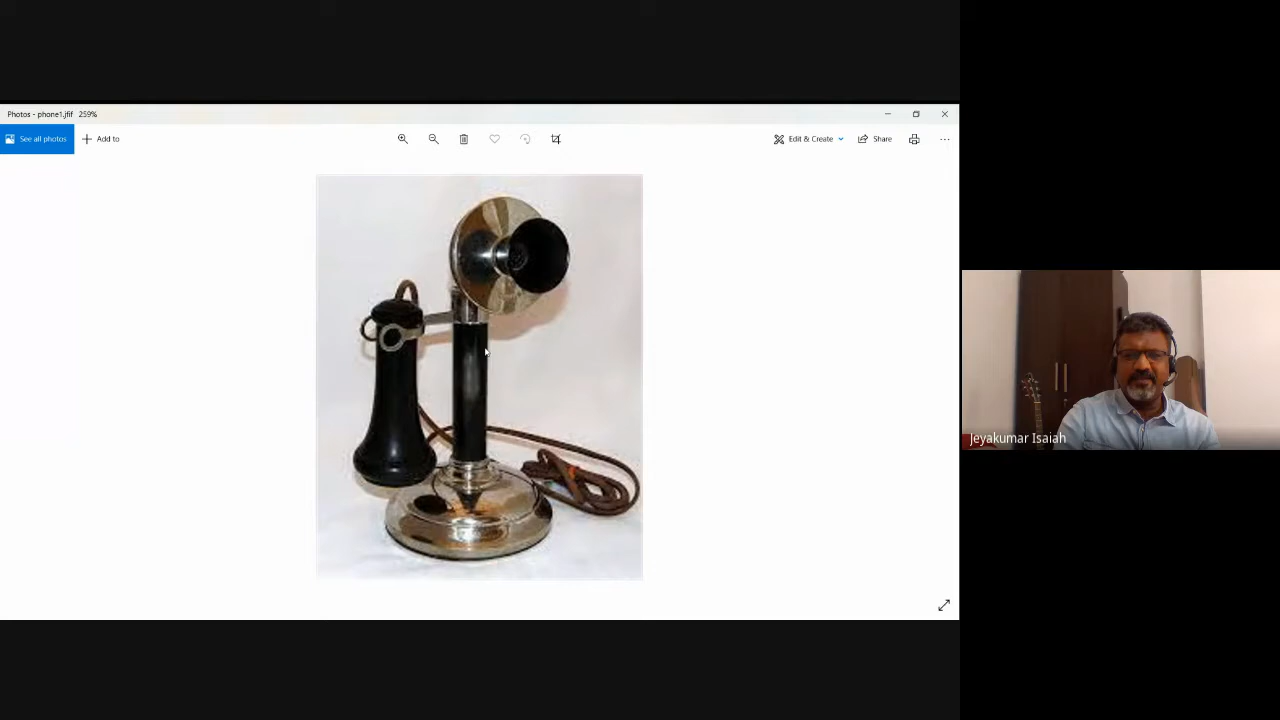 Photos - phone1.jfif 259%
See all photos
Add to
Edit & Create
Share
Jeyakumar Isaiah